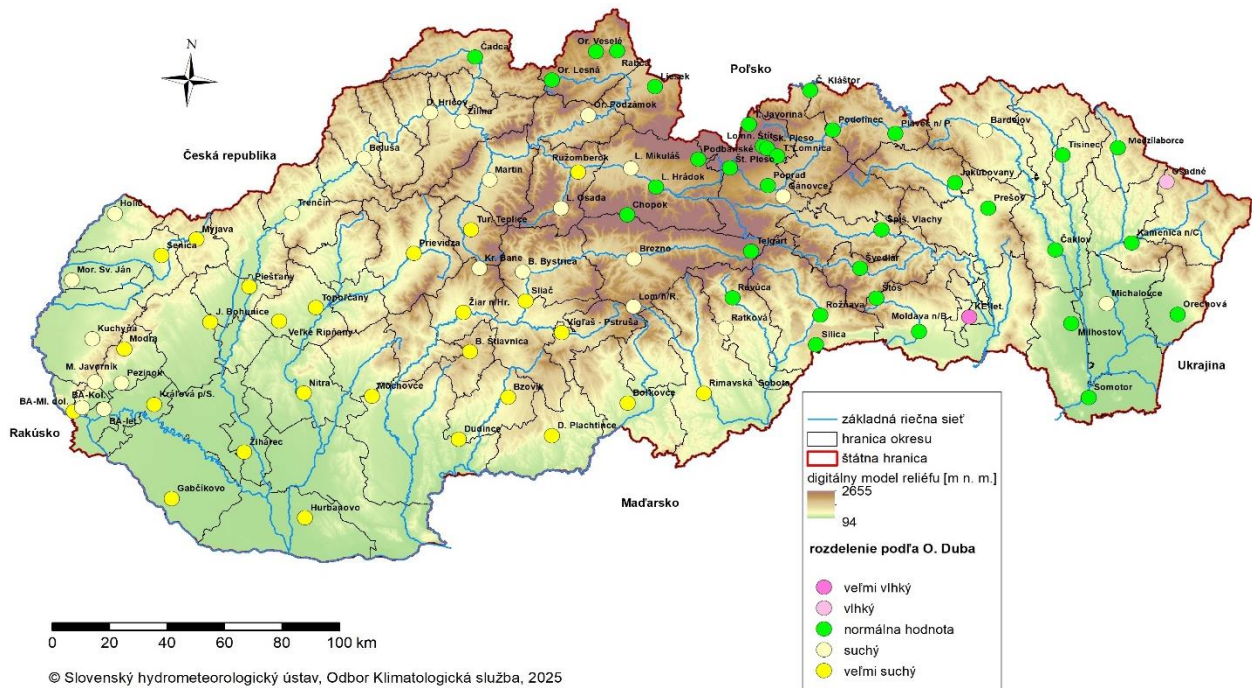 N
Česká republika
Poľsko
Ukrajina
Rakúsko
Maďarsko
Čadca
Or. Veselé
Rabča
Or. Lesná
Liesek
D. Hričov
Žilina
Or. Podzámok
Č. Kláštor
T. Javorina
Lomn. Štít
Sk. Pleso
T. Lomnica
Podolínec
Plaveč n/ P.
Bardejov
Tisinec
Medzilaborce
Osadné
Beluša
Martin
Ružomberok
L. Mikuláš
Podbanské
Št. Pleso
L. Hrádok
Poprad
Gánovce
Jakubovany
Prešov
Holíč
Trenčín
L. Osada
Chopok
Myjava
Senica
Tur. Teplice
Prievidza
Brezno
Telgárt
Spiš. Vlachy
Čaklov
Kamenica n/C
Mor. Sv. Ján
Piešťany
Kr. Bane
B. Bystrica
Švedlár
Topoľčany
Sliač
Lom/n/R.
Revúca
Štós
Michalovce
Orechová
J. Bohunice
Veľké Ripňany
Žiar n/Hr.
Vígľaš - Pstruša
Ratková
Rožňava
KE-let.
Moldava n/B.
Milhostov
Kuchyňa
Modra
B. Štiavnica
Silica
M. Javorník
Pezinok
Nitra
Mochovce
Bzovík
Boľkovce
Rimavská Sobota
Somotor
BA-Kol.
BA-Ml. dol.
BA-let.
Kráľová p/S.
Dudince
D. Plachtince
Žihárec
Gabčíkovo
Hurbanovo
základná riečna sieť
hranica okresu
štátna hranica
digitálny model reliéfu [m n. m.]
2655
94
rozdelenie podľa O. Duba
veľmi vlhký
vlhký
normálna hodnota
suchý
veľmi suchý
0 20 40 60 80 100 km
© Slovenský hydrometeorologický ústav, Odbor Klimatologická služba, 2025